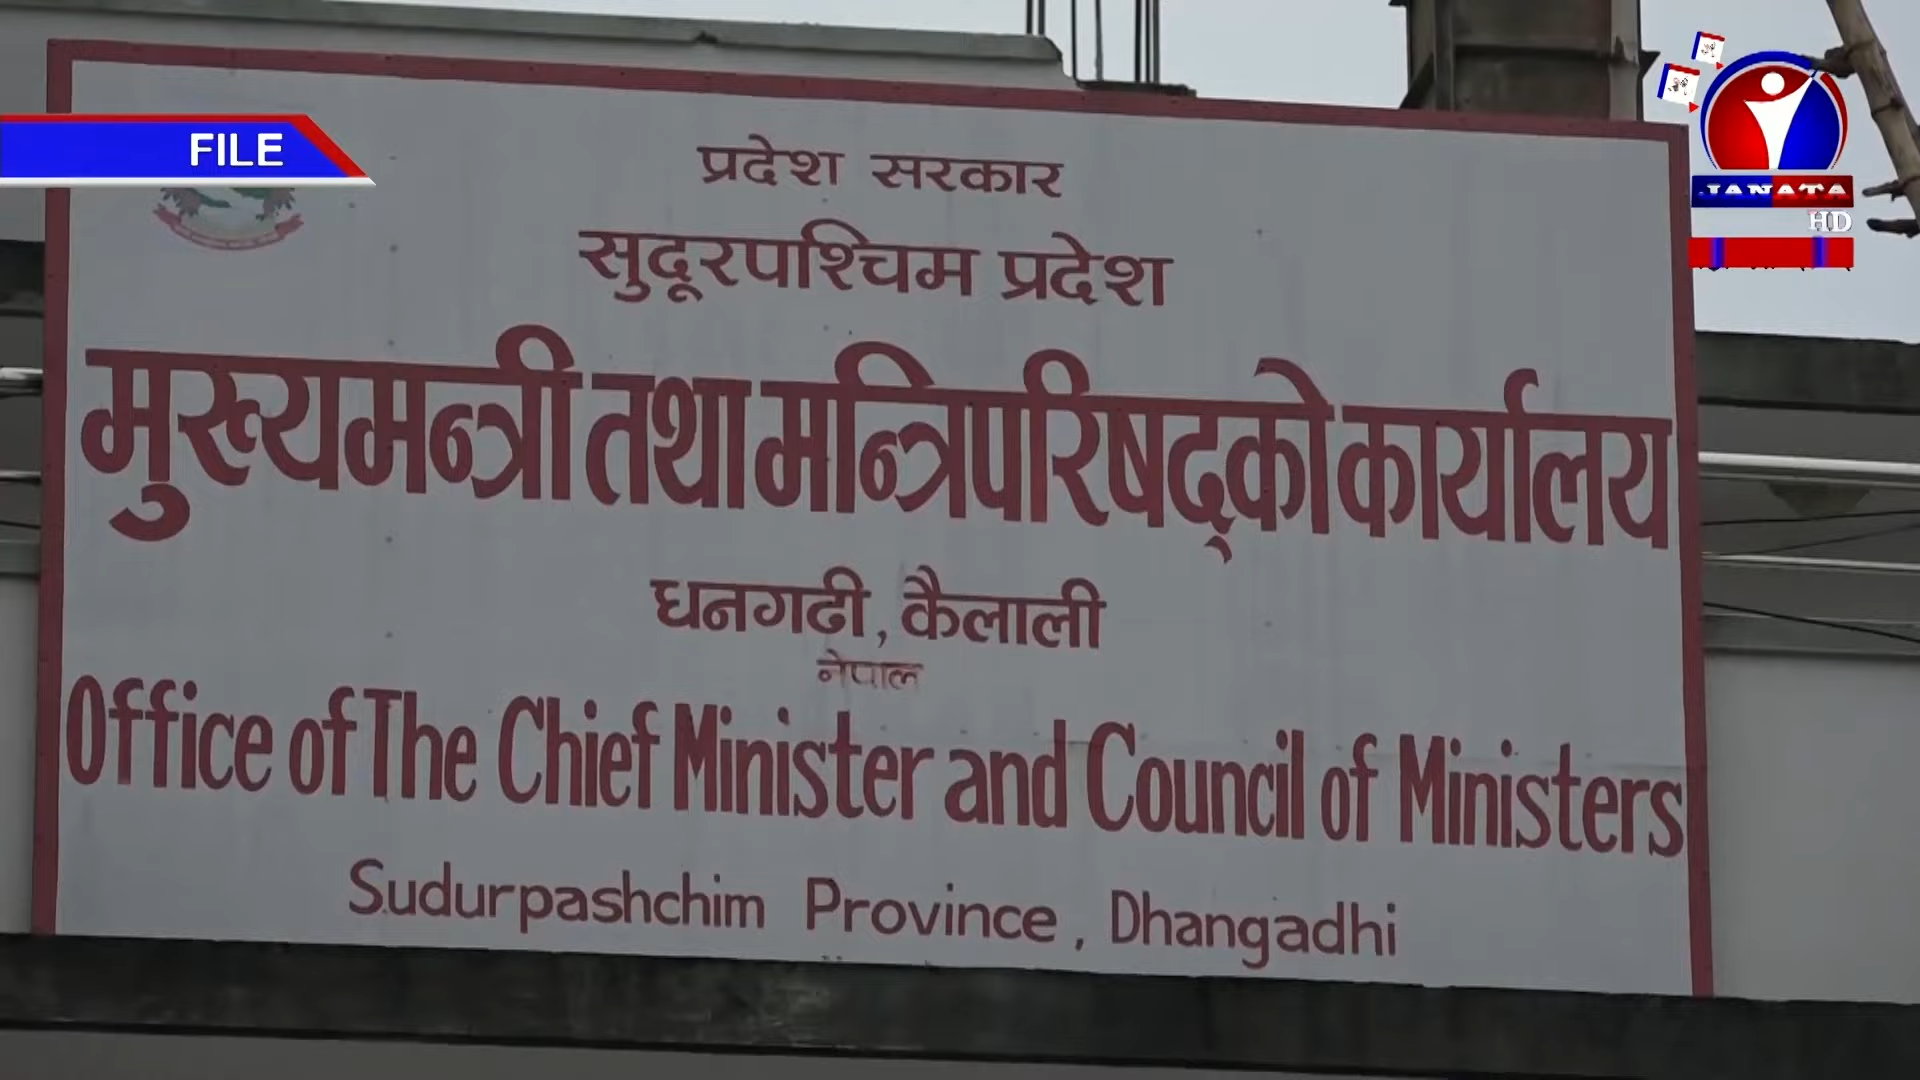 FILE
JANATA
HD
प्रदेश सरकार
सुदूरपश्चिम प्रदेश
मुख्यमन्त्री तथा मन्त्रिपरिषद्को कार्यालय
धनगढी, कैलाली
नेपाल
Office of The Chief Minister and Council of Ministers
Sudurpashchim Province, Dhangadhi